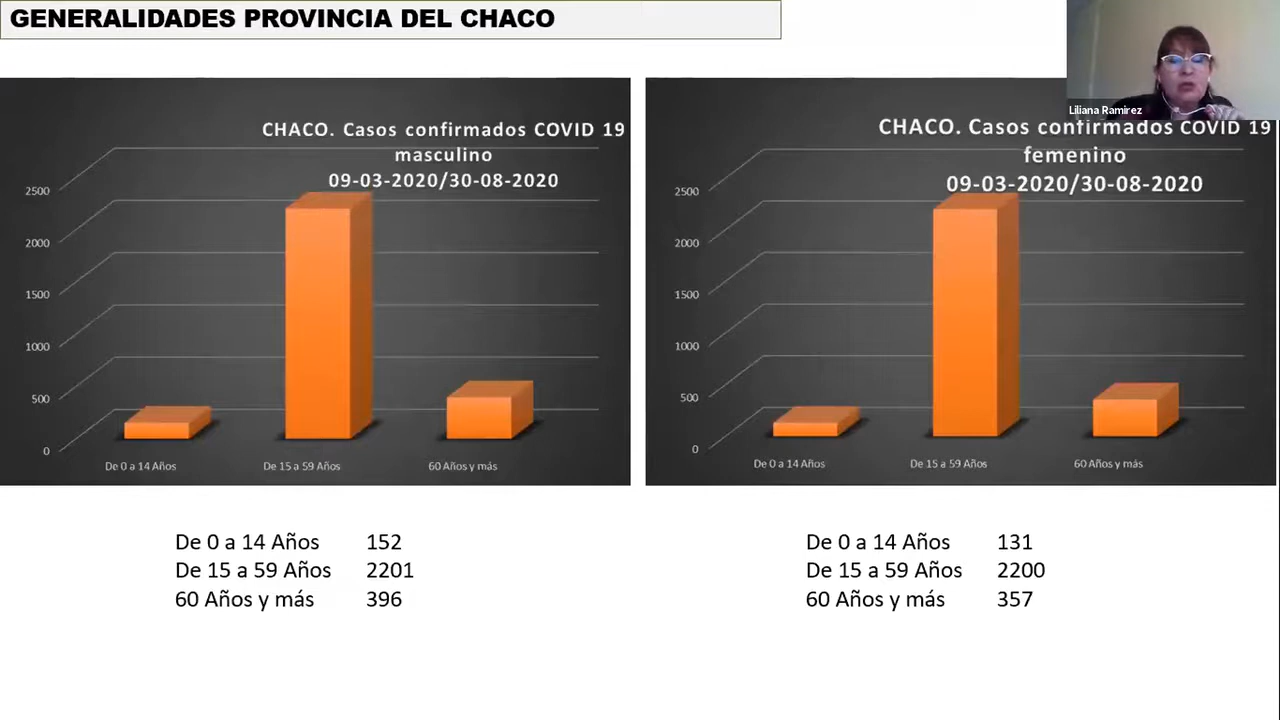 GENERALIDADES PROVINCIA DEL CHACO
Liliana Ramirez
CHACO. Casos confirmados COVID 19
masculino
09-03-2020/30-08-2020
2500
2000
1500
1000
500
0
De 0 a 14 Años
De 15 a 59 Años
60 Años y más
CHACO. Casos confirmados COVID 19
femenino
09-03-2020/30-08-2020
2500
2000
1500
1000
500
0
De 0 a 14 Años
De 15 a 59 Años
60 Años y más
De 0 a 14 Años 152
De 15 a 59 Años 2201
60 Años y más 396
De 0 a 14 Años 131
De 15 a 59 Años 2200
60 Años y más 357